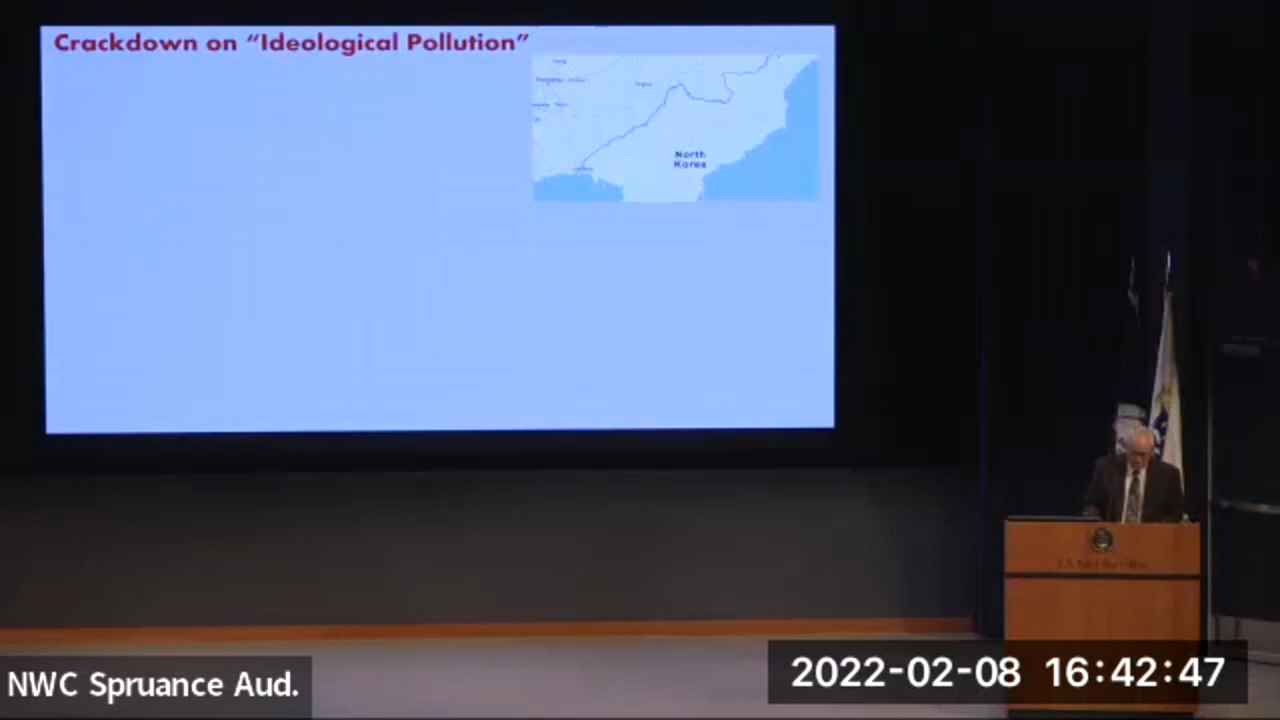 Crackdown on “Ideological Pollution”
North
Korea
NWC Spruance Aud.
2022-02-08 16:42:47